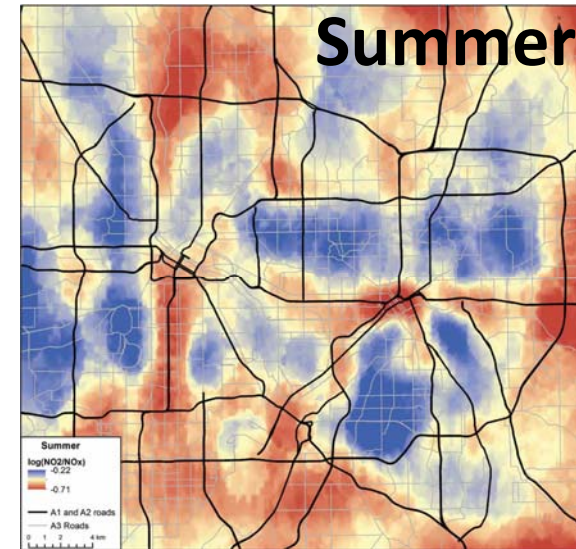 Summer
Summer
log(NO2/NOx)
-0.22
-0.71
A1 and A2 roads
A3 Roads
0 1 2 4 km